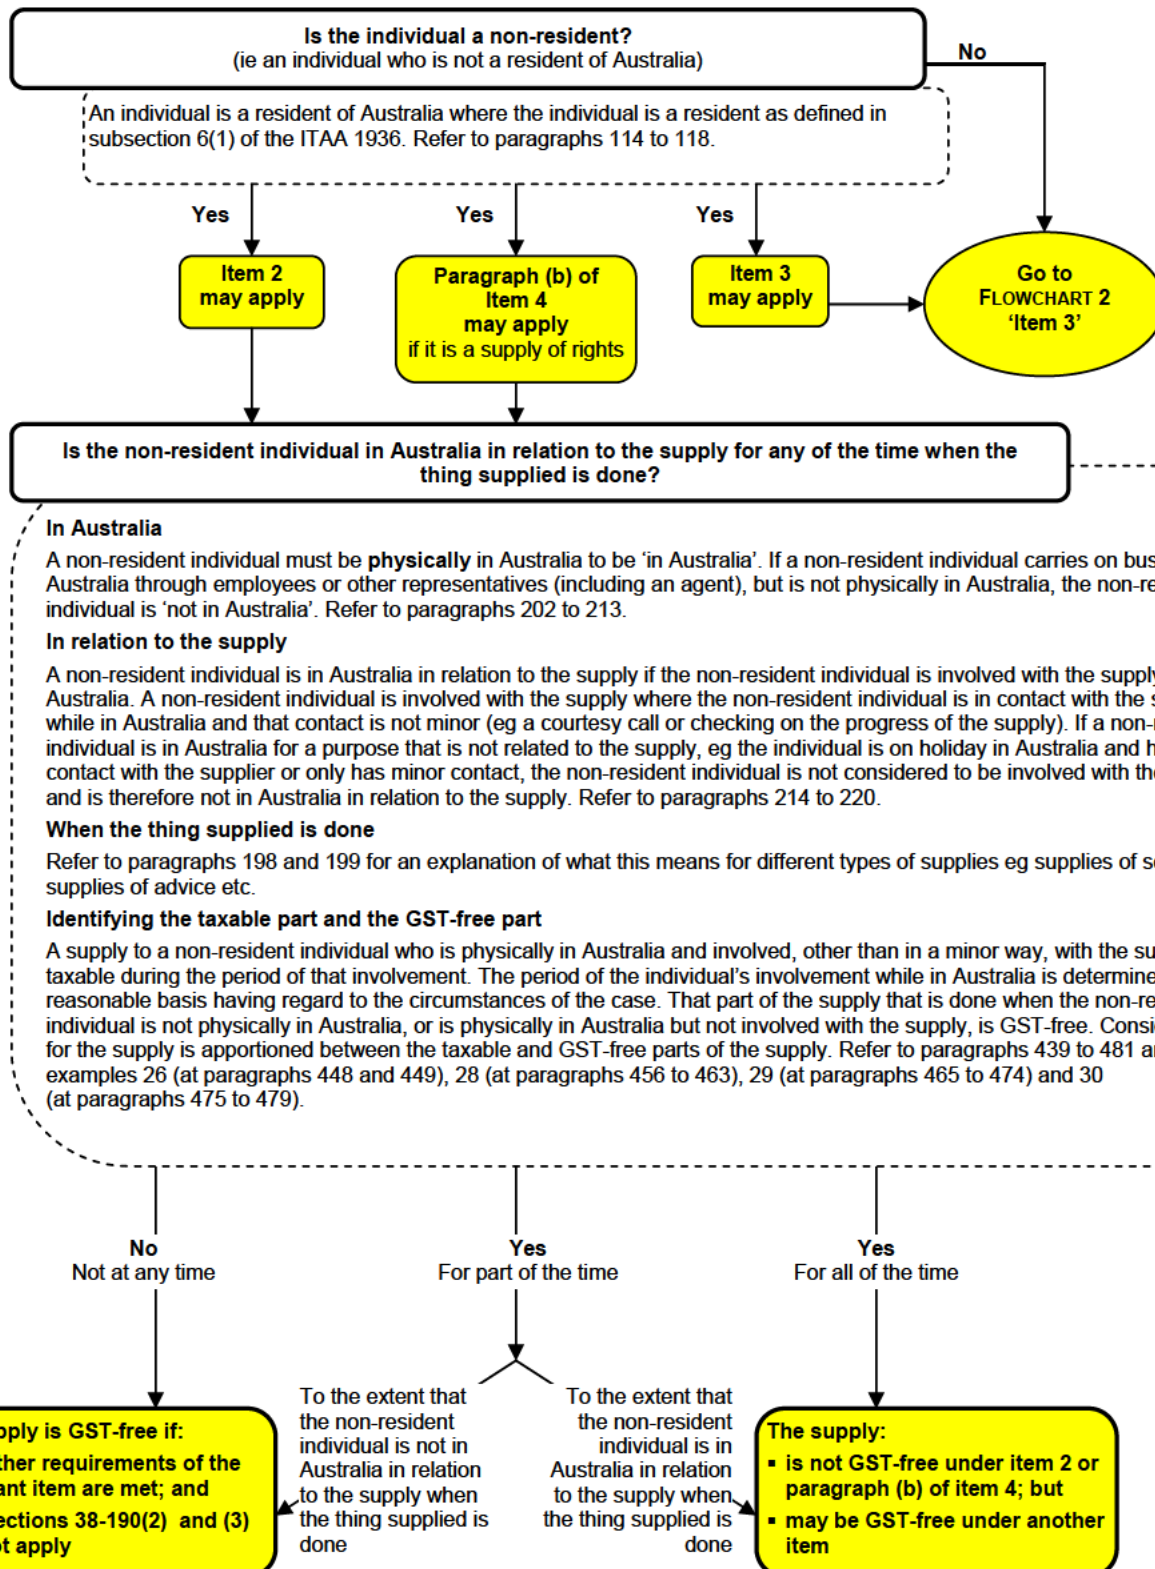 Is the individual a non-resident?
(ie an individual who is not a resident of Australia)
No
An individual is a resident of Australia where the individual is a resident as defined in
subsection 6(1) of the ITAA 1936. Refer to paragraphs 114 to 118.
Yes
Yes
Yes
Item 2
may apply
Paragraph (b) of
Item 4
may apply
if it is a supply of rights
Item 3
may apply
Go to
FLOWCHART 2
‘Item 3’
Is the non-resident individual in Australia in relation to the supply for any of the time when the
thing supplied is done?
In Australia
A non-resident individual must be physically in Australia to be ‘in Australia’. If a non-resident individual carries on bus
Australia through employees or other representatives (including an agent), but is not physically in Australia, the non-re
individual is ‘not in Australia’. Refer to paragraphs 202 to 213.
In relation to the supply
A non-resident individual is in Australia in relation to the supply if the non-resident individual is involved with the supply
Australia. A non-resident individual is involved with the supply where the non-resident individual is in contact with the s
while in Australia and that contact is not minor (eg a courtesy call or checking on the progress of the supply). If a non-r
individual is in Australia for a purpose that is not related to the supply, eg the individual is on holiday in Australia and h
contact with the supplier or only has minor contact, the non-resident individual is not considered to be involved with the
and is therefore not in Australia in relation to the supply. Refer to paragraphs 214 to 220.
When the thing supplied is done
Refer to paragraphs 198 and 199 for an explanation of what this means for different types of supplies eg supplies of se
supplies of advice etc.
Identifying the taxable part and the GST-free part
A supply to a non-resident individual who is physically in Australia and involved, other than in a minor way, with the su
taxable during the period of that involvement. The period of the individual’s involvement while in Australia is determine
reasonable basis having regard to the circumstances of the case. That part of the supply that is done when the non-re
individual is not physically in Australia, or is physically in Australia but not involved with the supply, is GST-free. Consi
for the supply is apportioned between the taxable and GST-free parts of the supply. Refer to paragraphs 439 to 481 a
examples 26 (at paragraphs 448 and 449), 28 (at paragraphs 456 to 463), 29 (at paragraphs 465 to 474) and 30
(at paragraphs 475 to 479).
No
Not at any time
Yes
For part of the time
Yes
For all of the time
pply is GST-free if:
ther requirements of the
ant item are met; and
ections 38-190(2) and (3)
ot apply
To the extent that
the non-resident
individual is not in
Australia in relation
to the supply when
the thing supplied is
done
To the extent that
the non-resident
individual is in
Australia in relation
to the supply when
the thing supplied is
done
The supply:
▪ is not GST-free under item 2 or
paragraph (b) of item 4; but
▪ may be GST-free under another
item